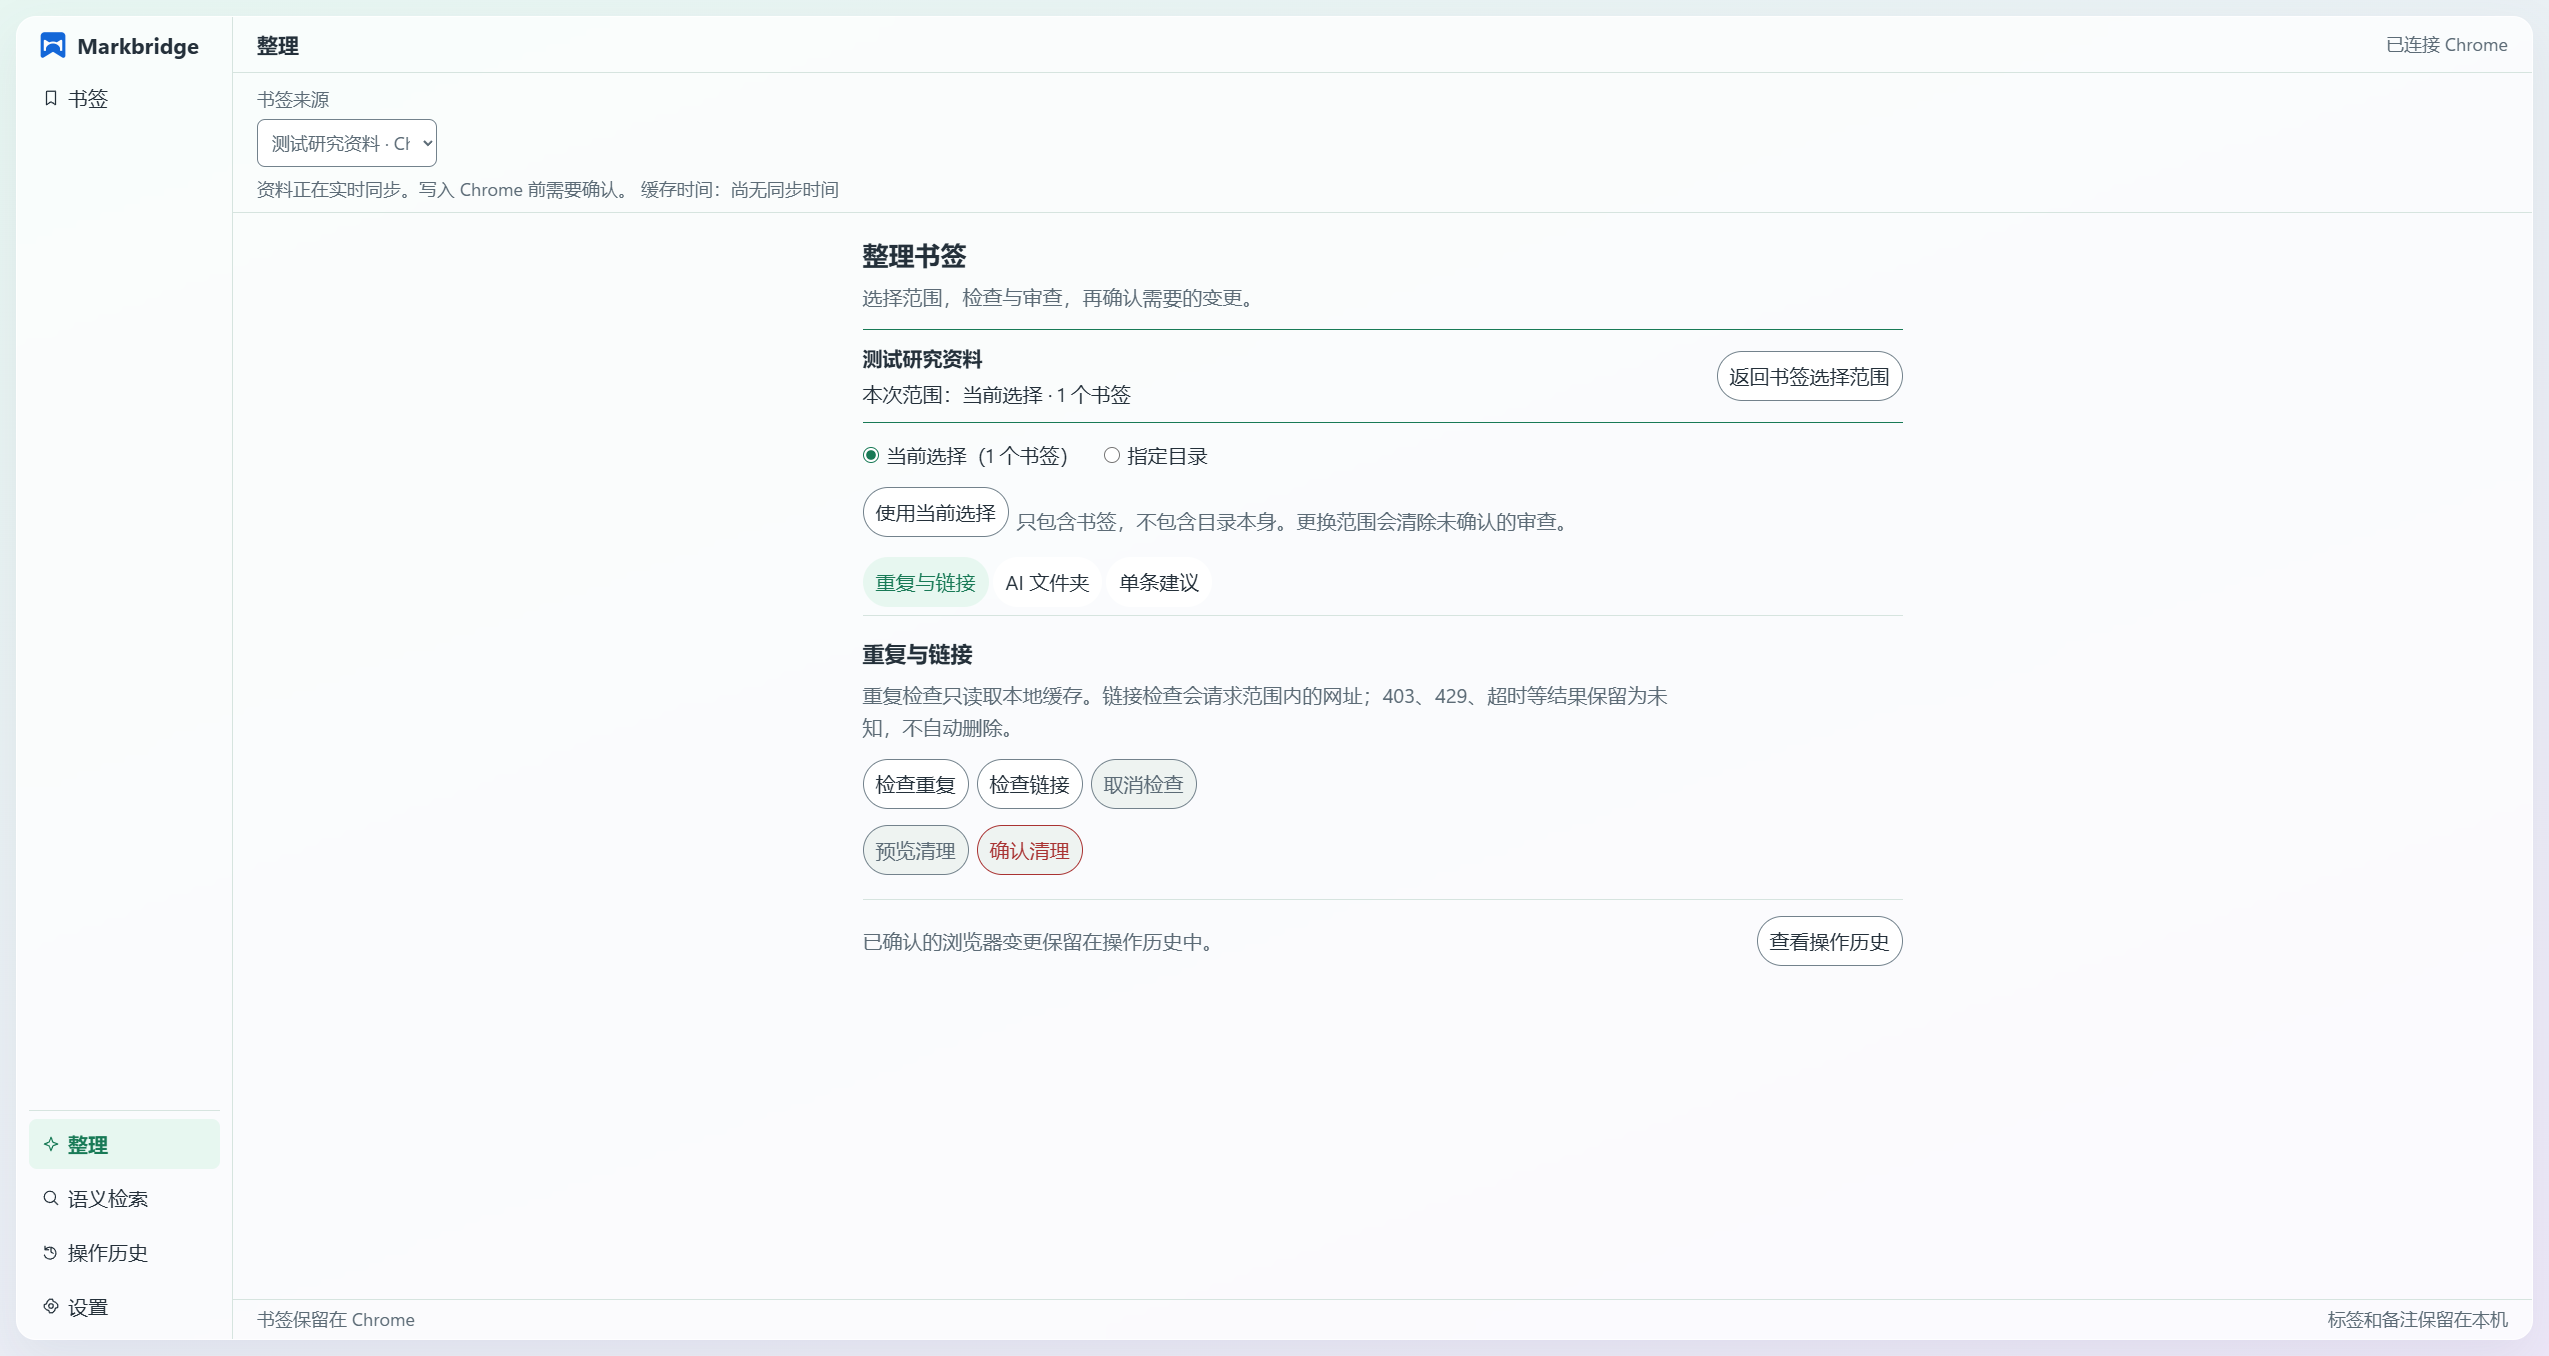 Markbridge
书签
整理
语义检索
操作历史
设置
整理
已连接 Chrome
书签来源
测试研究资料 · Ch
资料正在实时同步。写入 Chrome 前需要确认。 缓存时间：尚无同步时间
整理书签
选择范围，检查与审查，再确认需要的变更。
测试研究资料
本次范围：当前选择 · 1 个书签
返回书签选择范围
当前选择（1 个书签） 指定目录
使用当前选择 只包含书签，不包含目录本身。更换范围会清除未确认的审查。
重复与链接 AI 文件夹 单条建议
重复与链接
重复检查只读取本地缓存。链接检查会请求范围内的网址；403、429、超时等结果保留为未
知，不自动删除。
检查重复 检查链接 取消检查
预览清理 确认清理
已确认的浏览器变更保留在操作历史中。
查看操作历史
书签保留在 Chrome
标签和备注保留在本机